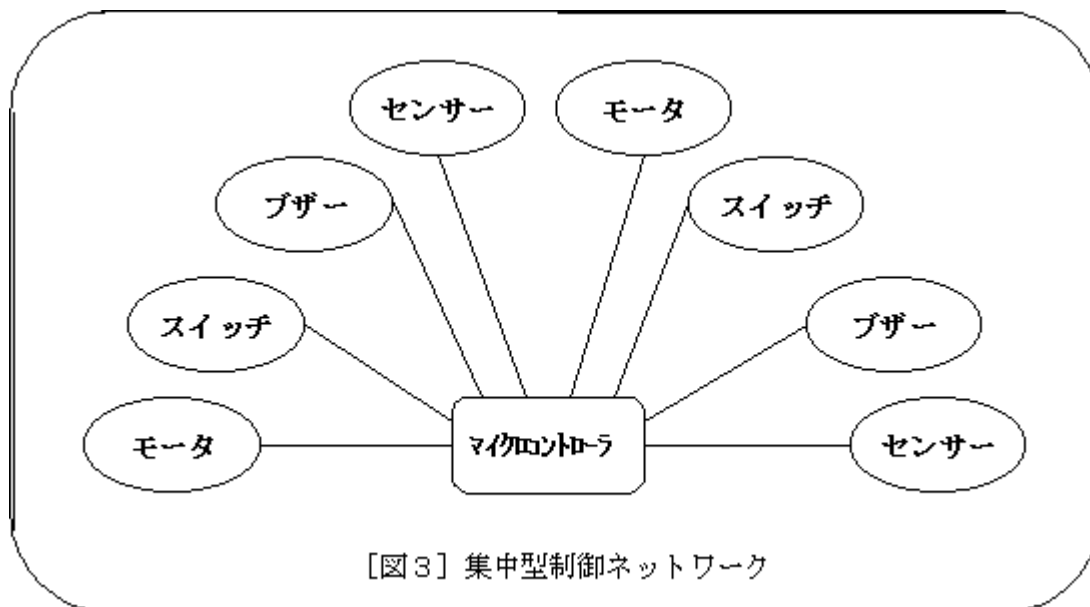 センサー
モータ
ブザー
スイッチ
スイッチ
ブザー
モータ
マイクロコントローラ
センサー
［図３］集中型制御ネットワーク